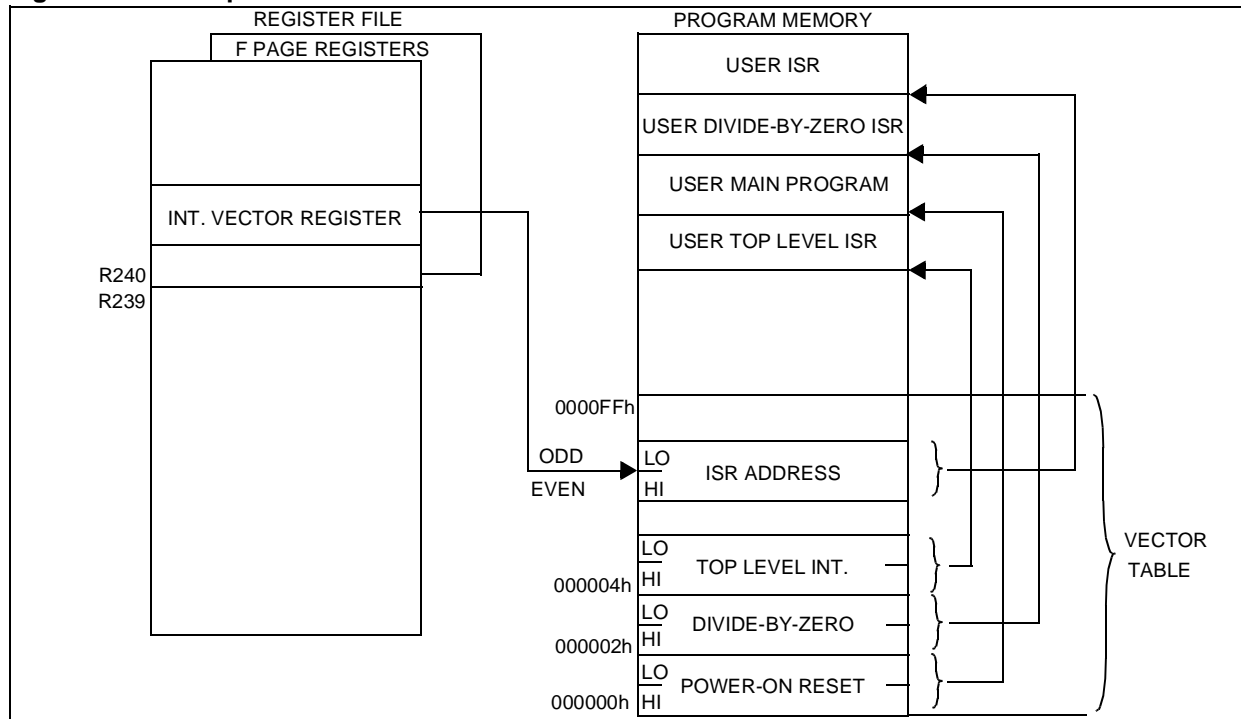 REGISTER FILE
F PAGE REGISTERS
INT. VECTOR REGISTER
R240
R239
PROGRAM MEMORY
USER ISR
USER DIVIDE-BY-ZERO ISR
USER MAIN PROGRAM
USER TOP LEVEL ISR
0000FFh
ODD
EVEN
LO
HI
ISR ADDRESS
LO
HI
TOP LEVEL INT.
000004h
LO
HI
DIVIDE-BY-ZERO
000002h
LO
HI
POWER-ON RESET
000000h
VECTOR
TABLE